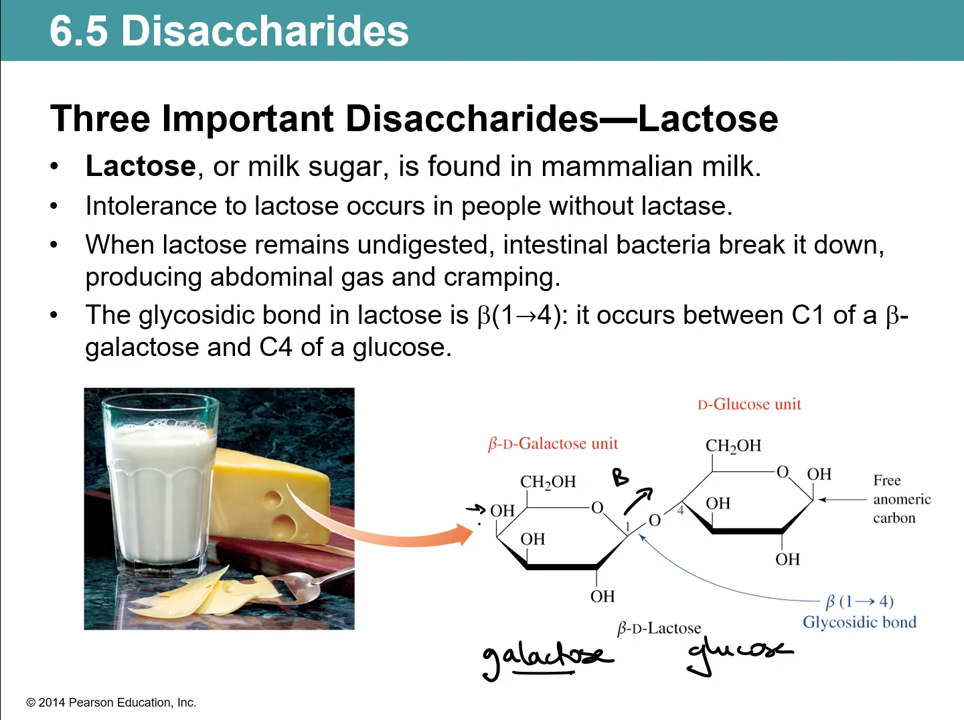 6.5 Disaccharides
Three Important Disaccharides—Lactose
• Lactose, or milk sugar, is found in mammalian milk.
• Intolerance to lactose occurs in people without lactase.
• When lactose remains undigested, intestinal bacteria break it down,
producing abdominal gas and cramping.
• The glycosidic bond in lactose is β(1→4): it occurs between C1 of a β-
galactose and C4 of a glucose.
D-Glucose unit
β-D-Galactose unit
CH₂OH
O
OH
Free
anomeric
carbon
OH
OH
4
CH₂OH
B
O
OH
1
O
OH
OH
β (1→4)
Glycosidic bond
β-D-Lactose
galactose
glucose
© 2014 Pearson Education, Inc.